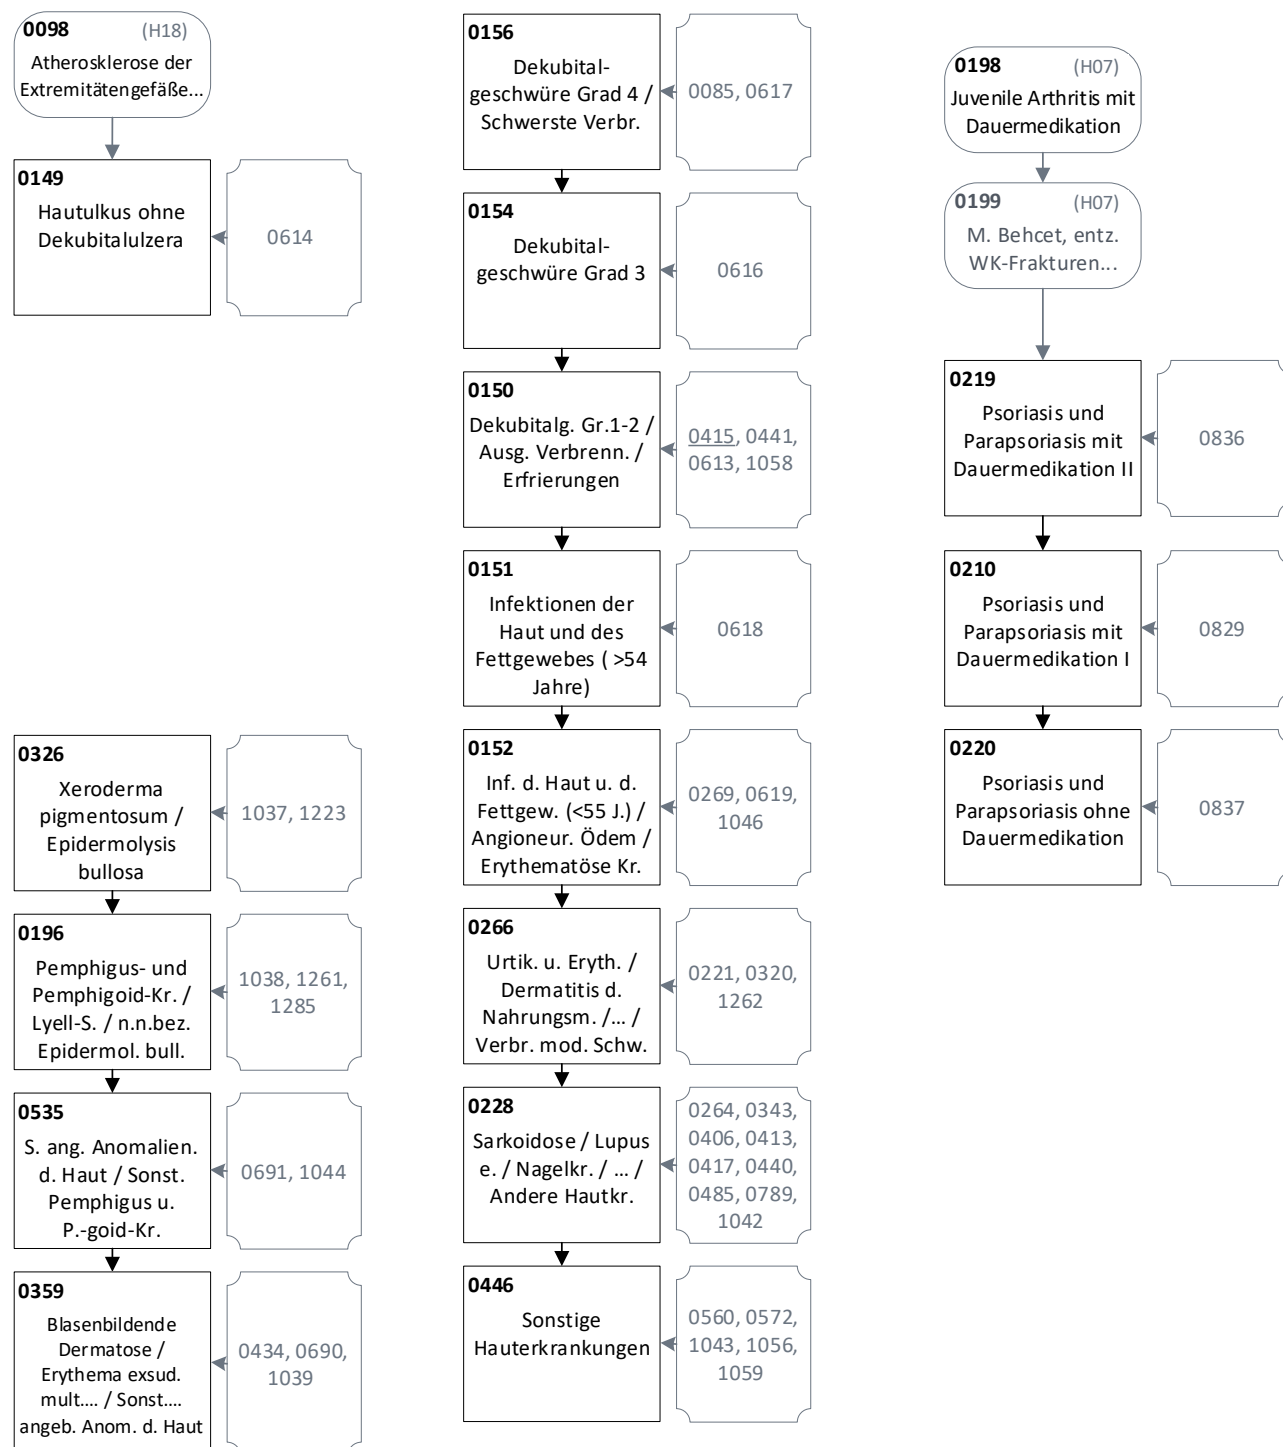 0098 (H18)
Atherosklerose der
Extremitätengefäße...
0149
Hautulkus ohne
Dekubitalulzera
0614
0326
Xeroderma
pigmentosum /
Epidermolysis
bullosa
1037, 1223
0196
Pemphigus- und
Pemphigoid-Kr. /
Lyell-S. / n.n.bez.
Epidermol. bull.
1038, 1261,
1285
0535
S. ang. Anomalien.
d. Haut / Sonst.
Pemphigus u.
P.-goid-Kr.
0691, 1044
0359
Blasenbildende
Dermatose /
Erythema exsud.
mult.... / Sonst....
angeb. Anom. d. Haut
0434, 0690,
1039
0156
Dekubital-
geschwüre Grad 4 /
Schwerste Verbr.
0085, 0617
0154
Dekubital-
geschwüre Grad 3
0616
0150
Dekubitalg. Gr.1-2 /
Ausg. Verbrenn. /
Erfrierungen
0415, 0441,
0613, 1058
0151
Infektionen der
Haut und des
Fettgewebes ( >54
Jahre)
0618
0152
Inf. d. Haut u. d.
Fettgew. (<55 J.) /
Angioneur. Ödem /
Erythematöse Kr.
0269, 0619,
1046
0266
Urtik. u. Eryth. /
Dermatitis d.
Nahrungsm. /... /
Verbr. mod. Schw.
0221, 0320,
1262
0228
Sarkoidose / Lupus
e. / Nagelkr. / ... /
Andere Hautkr.
0264, 0343,
0406, 0413,
0417, 0440,
0485, 0789,
1042
0446
Sonstige
Hauterkrankungen
0560, 0572,
1043, 1056,
1059
0198 (H07)
Juvenile Arthritis mit
Dauermedikation
0199 (H07)
M. Behcet, entz.
WK-Frakturen...
0219
Psoriasis und
Parapsoriasis mit
Dauermedikation II
0836
0210
Psoriasis und
Parapsoriasis mit
Dauermedikation I
0829
0220
Psoriasis und
Parapsoriasis ohne
Dauermedikation
0837